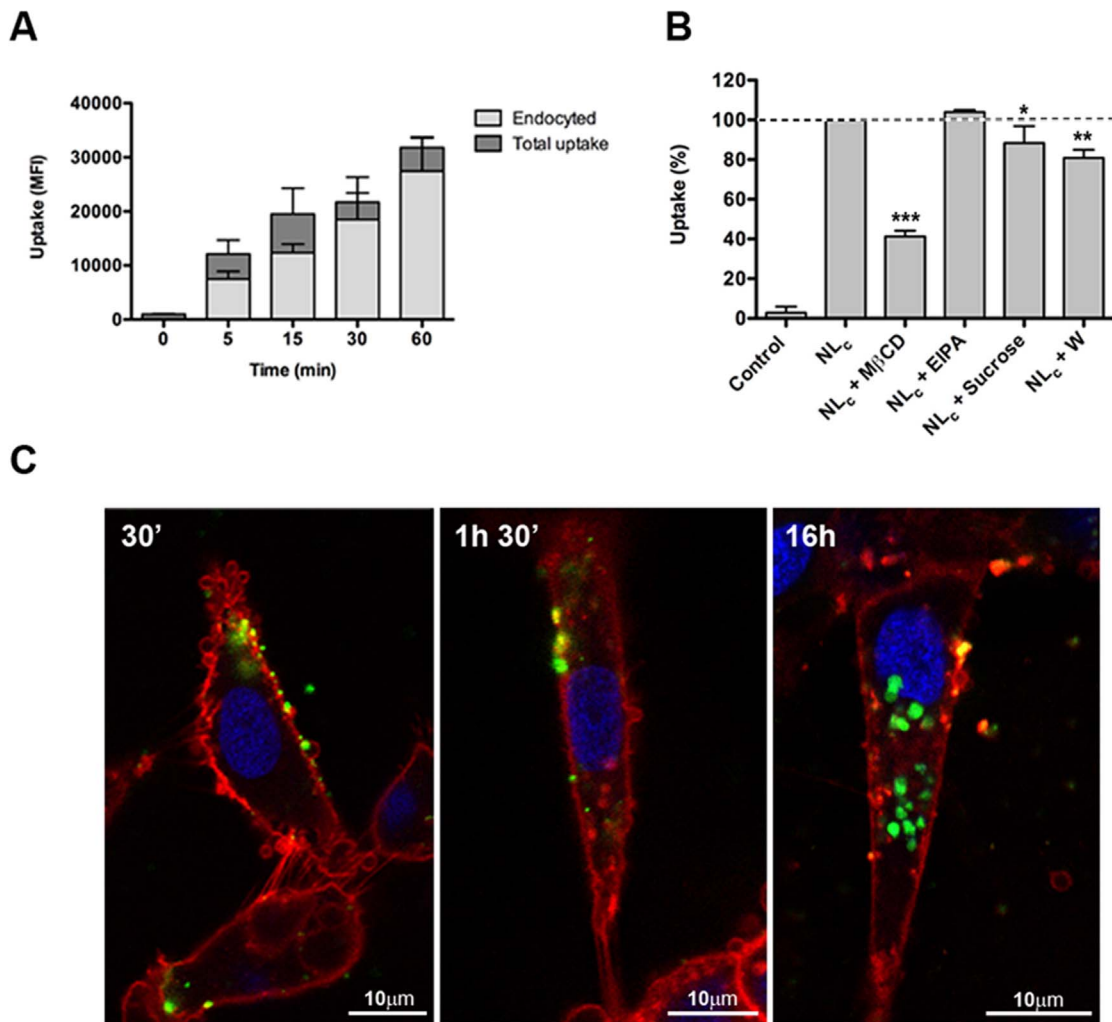 A
Uptake (MFI)
40000
30000
20000
10000
0
0 5 15 30 60
Time (min)
Endocyted
Total uptake
B
Uptake (%)
120
100
80
60
40
20
0
***
*
**
Control
NLc
NLc + MβCD
NLc + EIPA
NLc + Sucrose
NLc + W
C
30’
10μm
1h 30’
10μm
16h
10μm